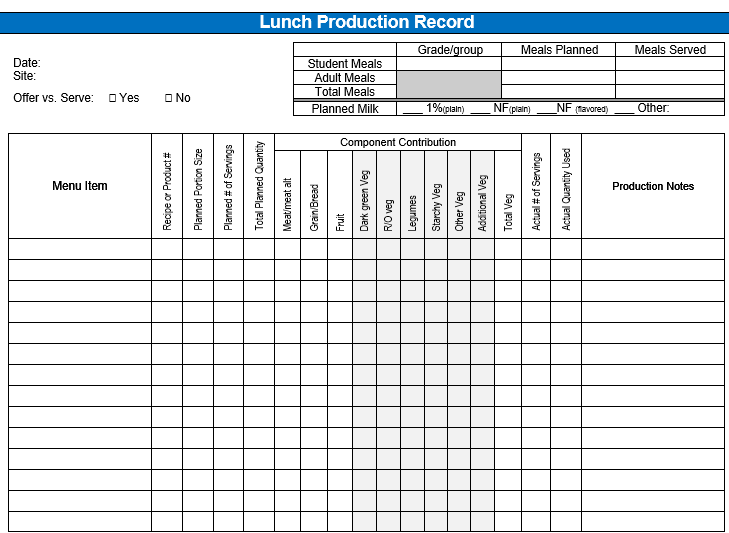 Lunch Production Record
Grade/group Meals Planned Meals Served
Date:
Student Meals
Site:
Adult Meals
Total Meals
Offer vs. Serve: □ Yes □ No
Planned Milk ___ 1%(plain) ___ NF(plain) ___NF (flavored) ___ Other:
Component Contribution
Menu Item
Recipe or Product #
Planned Portion Size
Planned # of Servings
Total Planned Quantity
Meat/meat alt
Grain/Bread
Fruit
Dark green Veg
R/O veg
Legumes
Starchy Veg
Other Veg
Additional Veg
Total Veg
Actual # of Servings
Actual Quantity Used
Production Notes